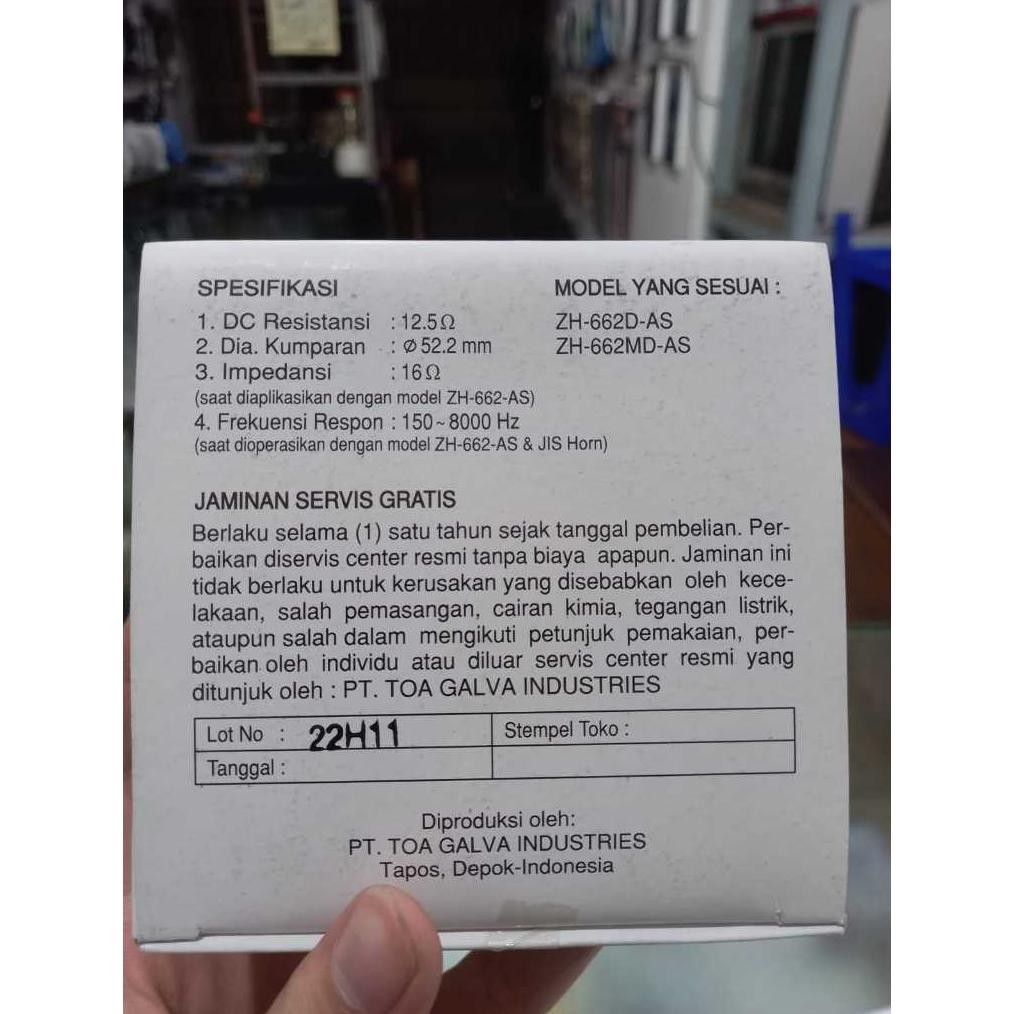 SPESIFIKASI
1. DC Resistansi : 12.5Ω
2. Dia. Kumparan : Ø 52.2 mm
3. Impedansi : 16Ω
(saat diaplikasikan dengan model ZH-662-AS)
4. Frekuensi Respon : 150~8000 Hz
(saat dioperasikan dengan model ZH-662-AS & JIS Horn)
MODEL YANG SESUAI :
ZH-662D-AS
ZH-662MD-AS
JAMINAN SERVIS GRATIS
Berlaku selama (1) satu tahun sejak tanggal pembelian. Per-
baikan diservis center resmi tanpa biaya apapun. Jaminan ini
tidak berlaku untuk kerusakan yang disebabkan oleh kece-
lakaan, salah pemasangan, cairan kimia, tegangan listrik,
ataupun salah dalam mengikuti petunjuk pemakaian, per-
baikan oleh individu atau diluar servis center resmi yang
ditunjuk oleh : PT. TOA GALVA INDUSTRIES
Lot No : 22H11
Stempel Toko :
Tanggal :
Diproduksi oleh:
PT. TOA GALVA INDUSTRIES
Tapos, Depok-Indonesia